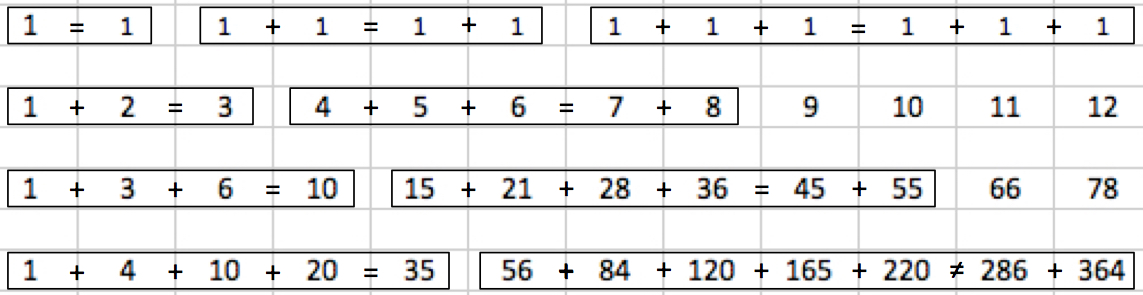 1 = 1 1 + 1 = 1 + 1 1 + 1 + 1 = 1 + 1 + 1
1 + 2 = 3 4 + 5 + 6 = 7 + 8 9 10 11 12
1 + 3 + 6 = 10 15 + 21 + 28 + 36 = 45 + 55 66 78
1 + 4 + 10 + 20 = 35 56 + 84 + 120 + 165 + 220 ≠ 286 + 364